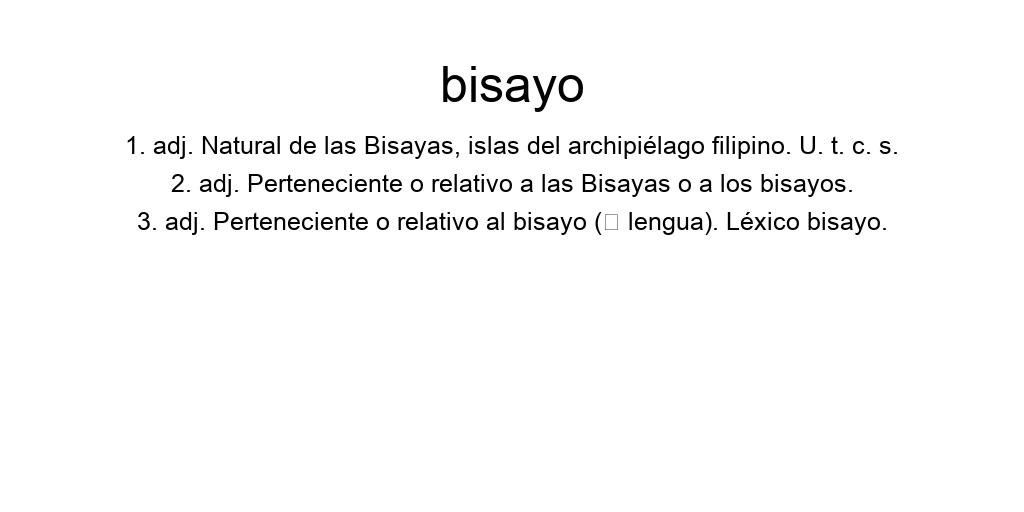 bisayo
1. adj. Natural de las Bisayas, islas del archipiélago filipino. U. t. c. s.
2. adj. Perteneciente o relativo a las Bisayas o a los bisayos.
3. adj. Perteneciente o relativo al bisayo (□ lengua). Léxico bisayo.